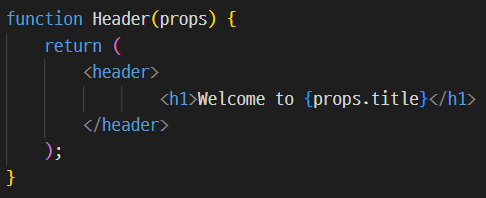 function Header(props) {
    return (
        <header>
                <h1>Welcome to {props.title}</h1>
        </header>
    );
}